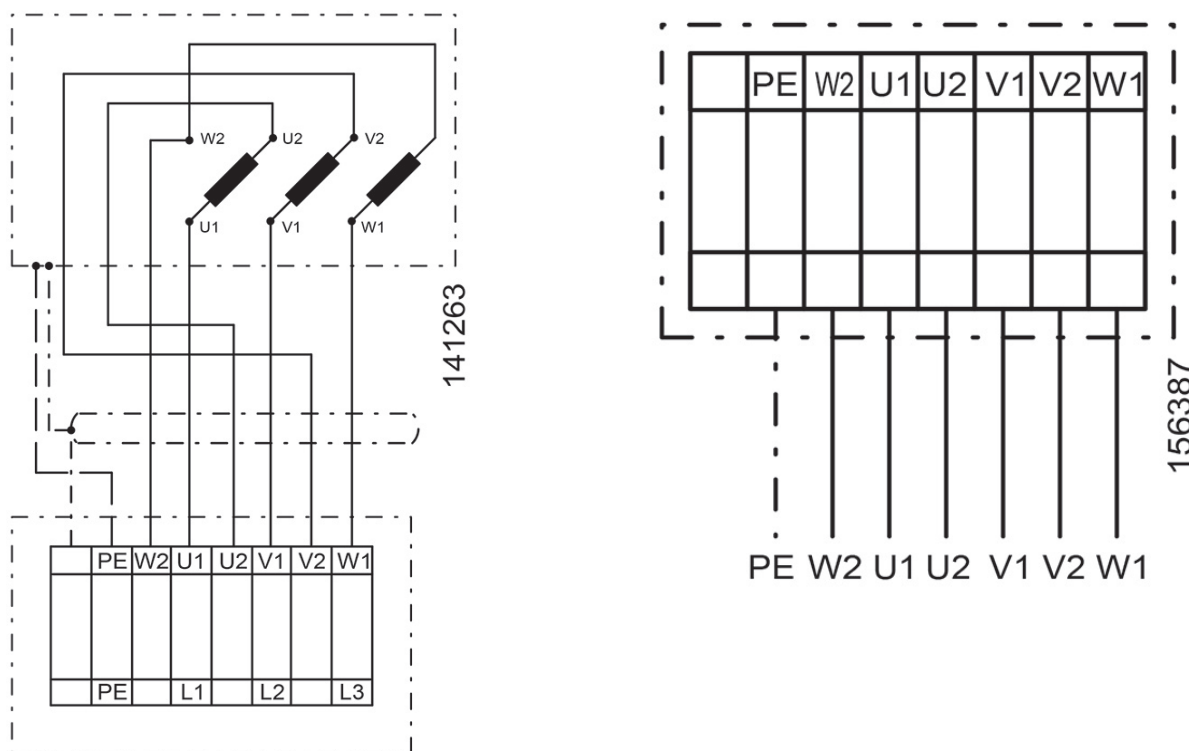 W2 U2 V2
U1 V1 W1
141263
PE W2 U1 U2 V1 V2 W1
PE L1 L2 L3
PE W2 U1 U2 V1 V2 W1
156387
PE W2 U1 U2 V1 V2 W1